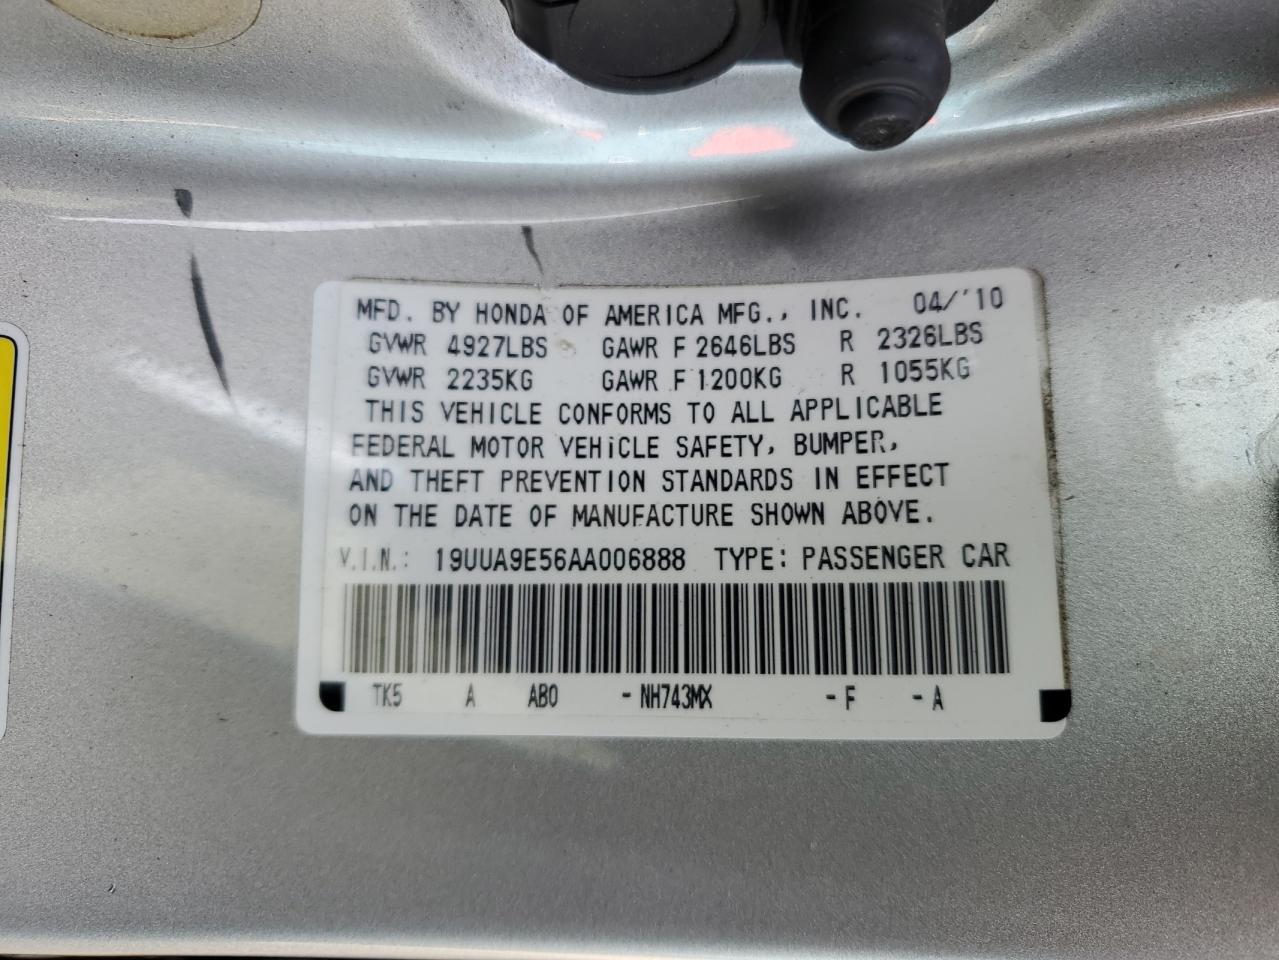 MFD. BY HONDA OF AMERICA MFG., INC. 04/'10
GVWR 4927LBS GAWR F 2646LBS R 2326LBS
GVWR 2235KG GAWR F 1200KG R 1055KG
THIS VEHICLE CONFORMS TO ALL APPLICABLE
FEDERAL MOTOR VEHICLE SAFETY, BUMPER,
AND THEFT PREVENTION STANDARDS IN EFFECT
ON THE DATE OF MANUFACTURE SHOWN ABOVE.
V.I.N.: 19UUA9E56AA006888 TYPE: PASSENGER CAR
TK5 A AB0 - NH743MX - F - A